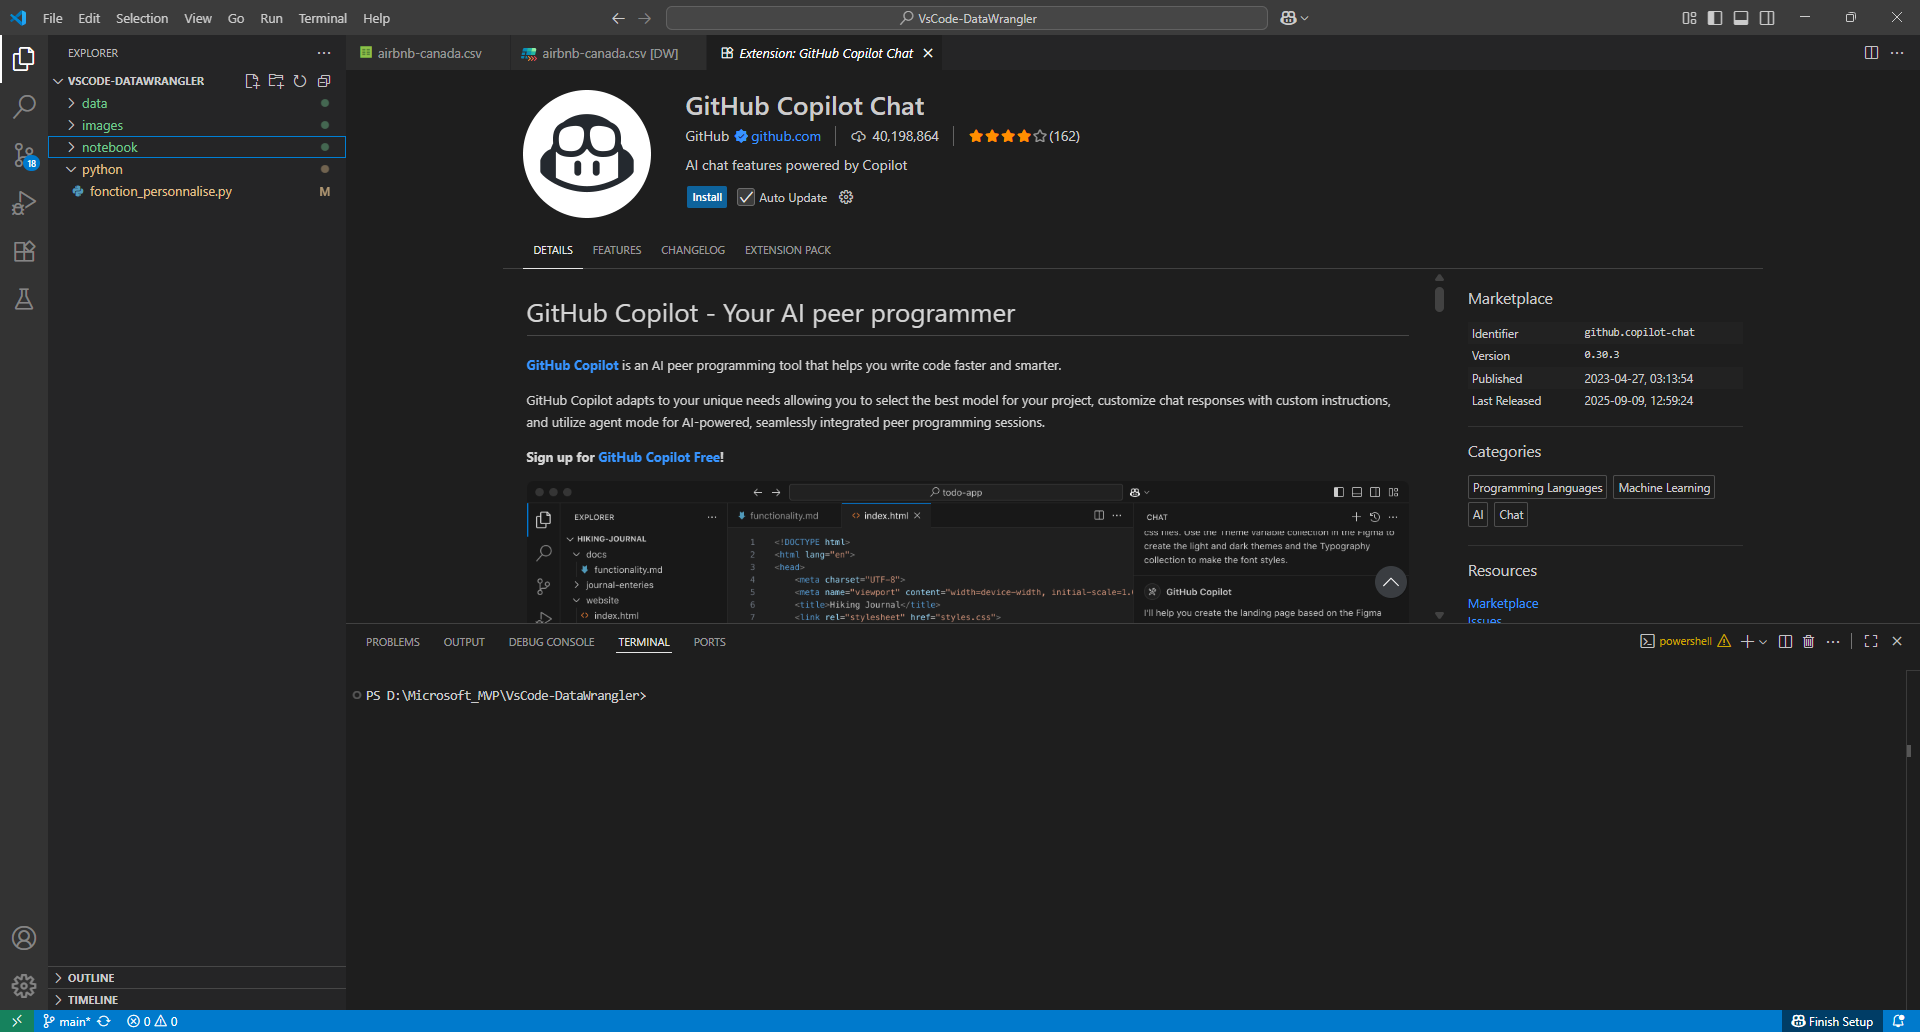 File Edit Selection View Go Run Terminal Help
VsCode-DataWrangler
EXPLORER
VSCODE-DATAWRANGLER
data
images
notebook
python
fonction_personnalise.py M
18
OUTLINE
TIMELINE
airbnb-canada.csv
airbnb-canada.csv [DW]
Extension: GitHub Copilot Chat
GitHub Copilot Chat
GitHub github.com 40,198,864 (162)
AI chat features powered by Copilot
Install Auto Update
DETAILS FEATURES CHANGELOG EXTENSION PACK
GitHub Copilot - Your AI peer programmer
GitHub Copilot is an AI peer programming tool that helps you write code faster and smarter.
GitHub Copilot adapts to your unique needs allowing you to select the best model for your project, customize chat responses with custom instructions,
and utilize agent mode for AI-powered, seamlessly integrated peer programming sessions.
Sign up for GitHub Copilot Free!
todo-app
EXPLORER
HIKING-JOURNAL
docs
functionality.md
journal-enteries
website
index.html
functionality.md
index.html
1 <!DOCTYPE html>
2 <html lang="en">
3 <head>
4 <meta charset="UTF-8">
5 <meta name="viewport" content="width=device-width, initial-scale=1.
6 <title>Hiking Journal</title>
7 <link rel="stylesheet" href="styles.css">
CHAT
css files. Use the Theme variable collection in the Figma to
create the light and dark themes and the Typography
collection to make the font styles.
GitHub Copilot
I'll help you create the landing page based on the Figma
Marketplace
Identifier github.copilot-chat
Version 0.30.3
Published 2023-04-27, 03:13:54
Last Released 2025-09-09, 12:59:24
Categories
Programming Languages Machine Learning
AI Chat
Resources
Marketplace
Issues
PROBLEMS OUTPUT DEBUG CONSOLE TERMINAL PORTS
powershell
PS D:\Microsoft_MVP\VsCode-DataWrangler>
main* 0 0
Finish Setup